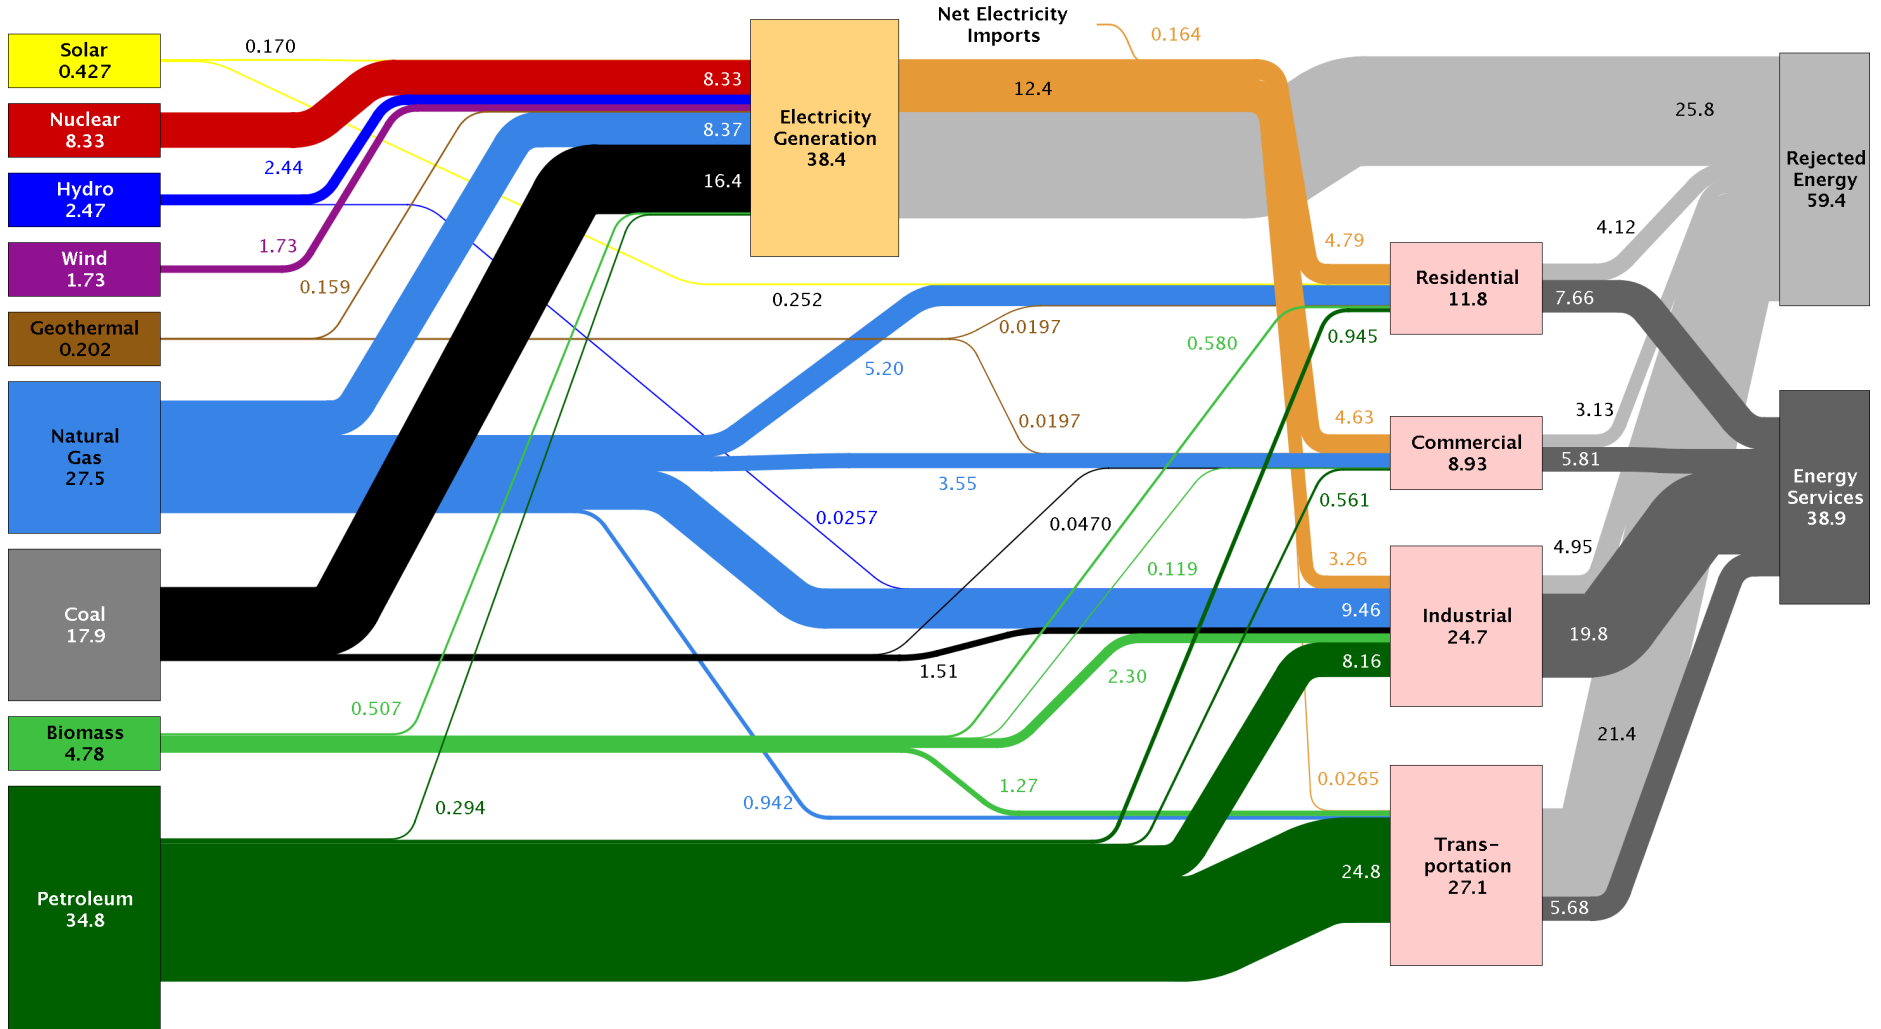 Net Electricity
Imports
0.164
Solar
0.427
0.170
Nuclear
8.33
8.33
12.4
25.8
Electricity
Generation
38.4
8.37
2.44
16.4
Hydro
2.47
Rejected
Energy
59.4
Wind
1.73
1.73
4.79
4.12
0.159
0.252
Residential
11.8
7.66
Geothermal
0.202
0.0197
0.580
0.945
5.20
0.0197
4.63
3.13
Natural
Gas
27.5
3.55
Commercial
8.93
5.81
Energy
Services
38.9
0.561
0.0257
0.0470
0.119
3.26
4.95
Coal
17.9
9.46
Industrial
24.7
19.8
8.16
1.51
2.30
0.507
Biomass
4.78
21.4
1.27
0.0265
0.942
0.294
Petroleum
34.8
24.8
Trans-
portation
27.1
5.68